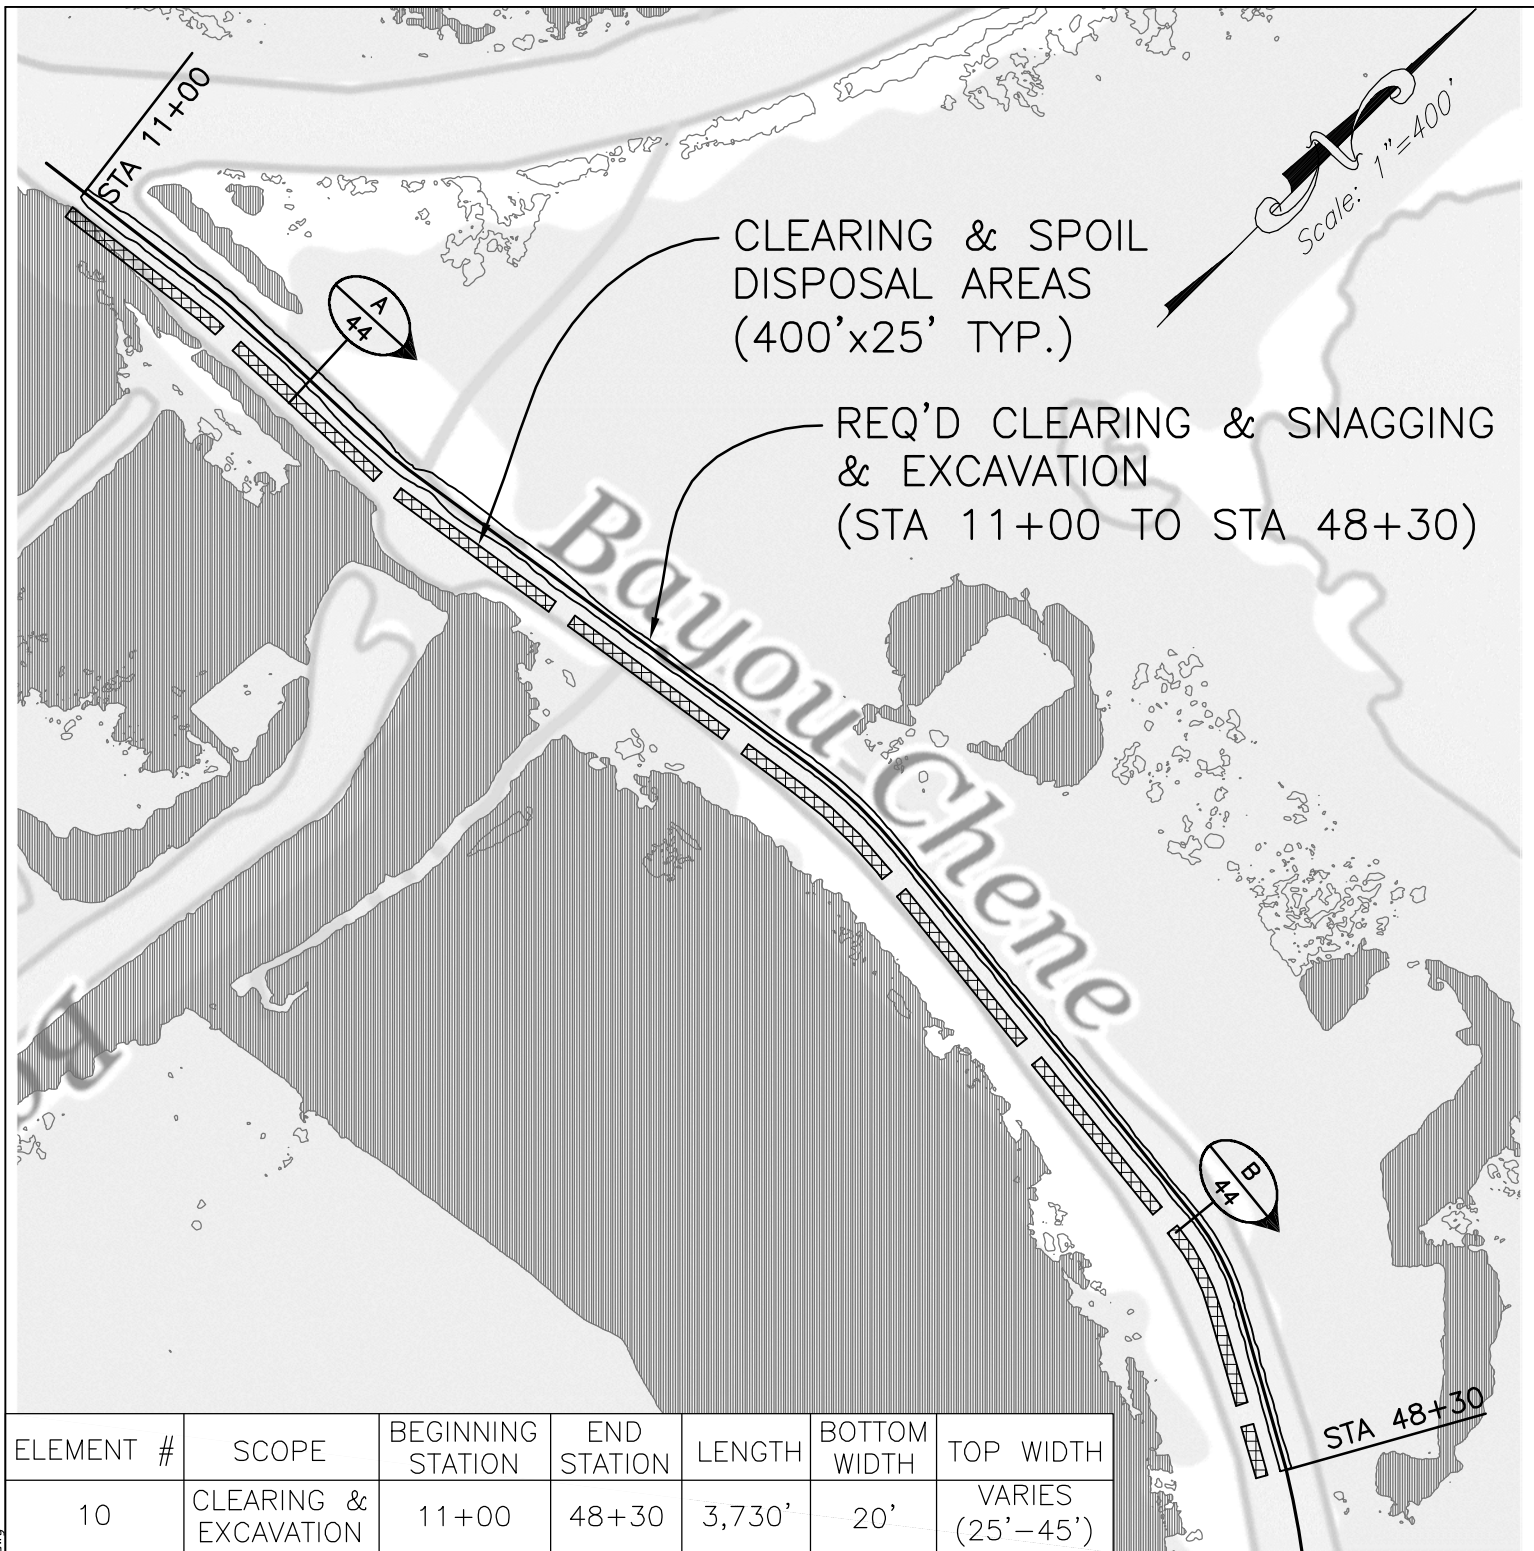 STA 11+00
Scale: 1"=400'
CLEARING & SPOIL
DISPOSAL AREAS
(400'x25' TYP.)
A
44
REQ'D CLEARING & SNAGGING
& EXCAVATION
(STA 11+00 TO STA 48+30)
Bayou Chene
B
44
STA 48+30
ELEMENT # SCOPE BEGINNING STATION END STATION LENGTH BOTTOM WIDTH TOP WIDTH
10 CLEARING & EXCAVATION 11+00 48+30 3,730' 20' VARIES (25'-45')